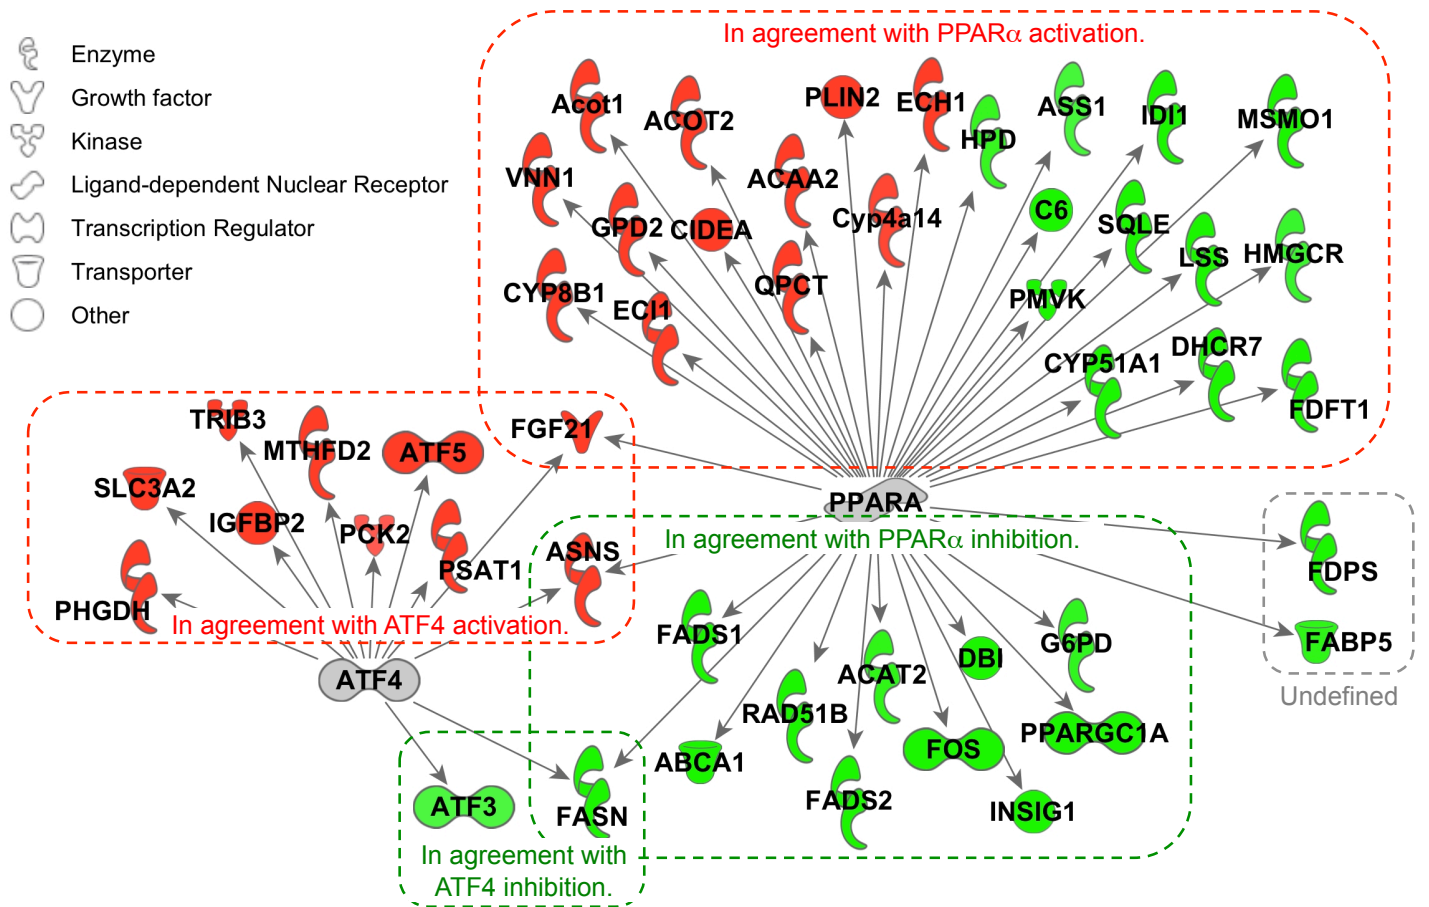 In agreement with PPARα activation.
Enzyme
Growth factor
Kinase
Ligand-dependent Nuclear Receptor
Transcription Regulator
Transporter
Other
Acot1
ACOT2
PLIN2
ECH1
HPD
ASS1
IDI1
MSMO1
VNN1
ACAA2
GPD2
CIDEA
Cyp4a14
C6
SQLE
LSS
HMGCR
CYP8B1
ECI1
QPCT
PMVK
CYP51A1
DHCR7
FDFT1
TRIB3
MTHFD2
ATF5
FGF21
SLC3A2
IGFBP2
PCK2
PSAT1
ASNS
PHGDH
In agreement with ATF4 activation.
PPARA
In agreement with PPARα inhibition.
FDPS
FABP5
Undefined
ATF4
FADS1
RAD51B
ACAT2
DBI
G6PD
ABCA1
FADS2
FOS
PPARGC1A
INSIG1
ATF3
FASN
In agreement with
ATF4 inhibition.